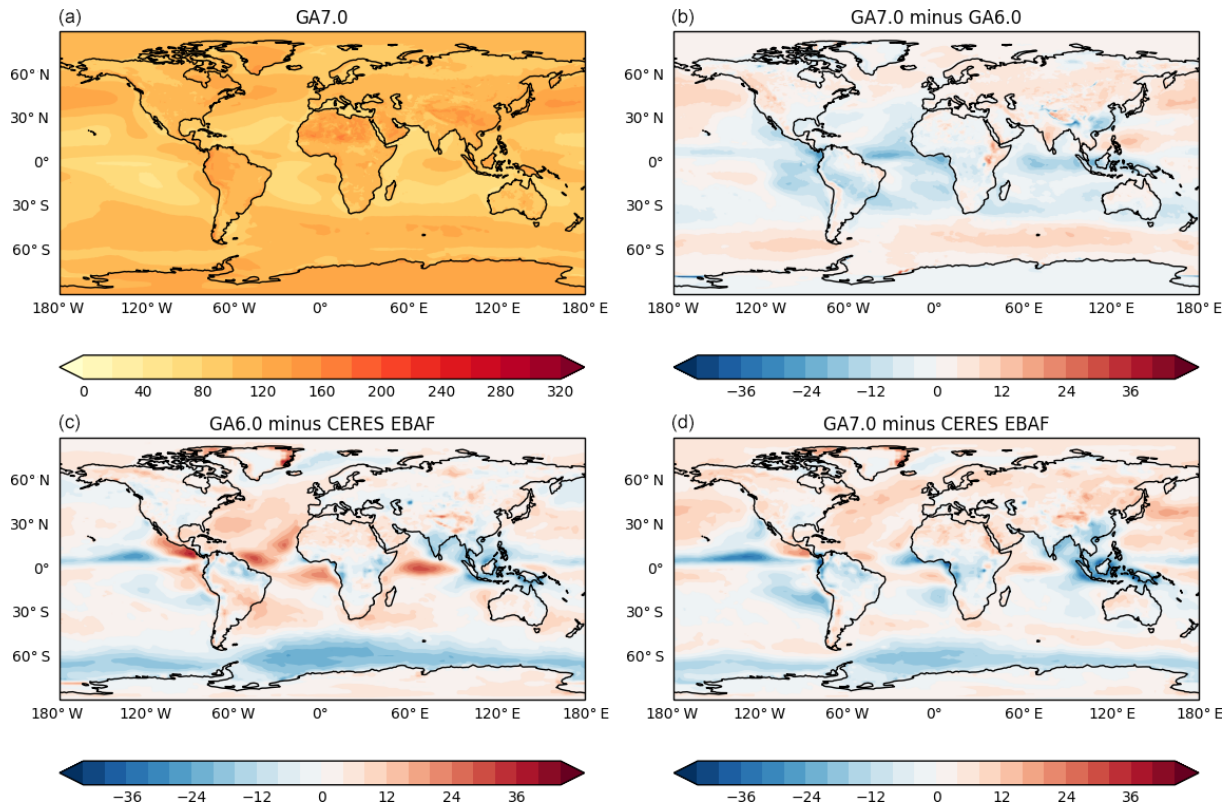 (a) GA7.0
(b) GA7.0 minus GA6.0
60° N 60° N
30° N 30° N
0° 0°
30° S 30° S
60° S 60° S
180° W 120° W 60° W 0° 60° E 120° E 180° E
180° W 120° W 60° W 0° 60° E 120° E 180° E
0 40 80 120 160 200 240 280 320
−36 −24 −12 0 12 24 36
(c) GA6.0 minus CERES EBAF
(d) GA7.0 minus CERES EBAF
60° N 60° N
30° N 30° N
0° 0°
30° S 30° S
60° S 60° S
180° W 120° W 60° W 0° 60° E 120° E 180° E
180° W 120° W 60° W 0° 60° E 120° E 180° E
−36 −24 −12 0 12 24 36
−36 −24 −12 0 12 24 36